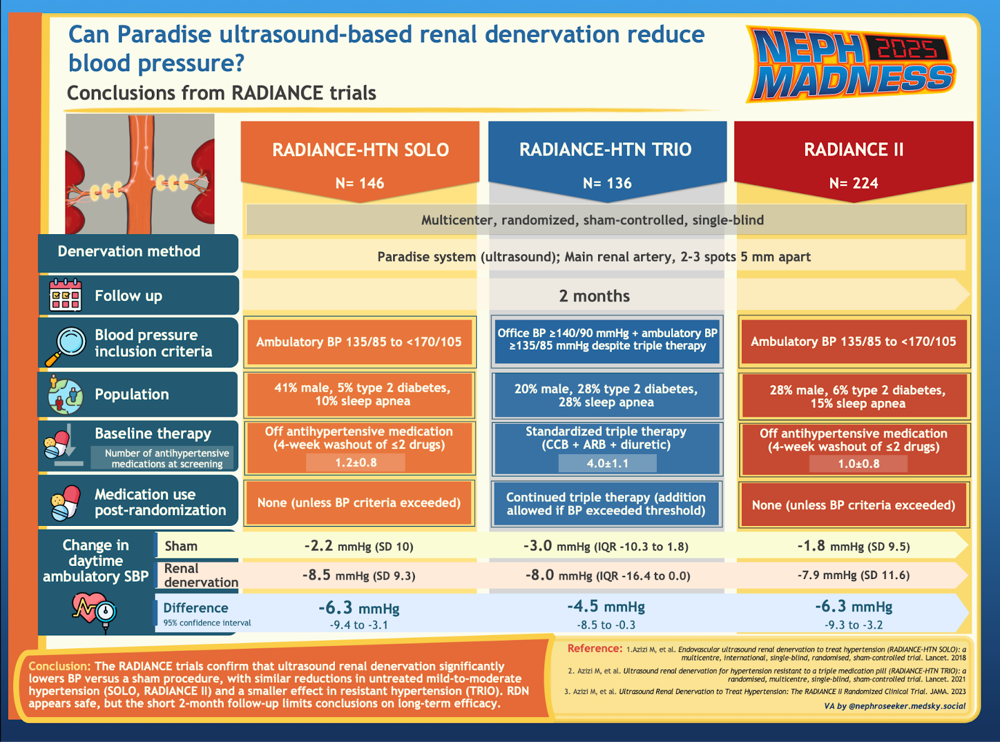 Can Paradise ultrasound-based renal denervation reduce
blood pressure?
Conclusions from RADIANCE trials
NEPH 2025
MADNESS
RADIANCE-HTN SOLO
N= 146
RADIANCE-HTN TRIO
N= 136
RADIANCE II
N= 224
Multicenter, randomized, sham-controlled, single-blind
Denervation method
Paradise system (ultrasound); Main renal artery, 2-3 spots 5 mm apart
Follow up
2 months
Blood pressure
inclusion criteria
Ambulatory BP 135/85 to <170/105
Office BP ≥140/90 mmHg + ambulatory BP
≥135/85 mmHg despite triple therapy
Ambulatory BP 135/85 to <170/105
Population
41% male, 5% type 2 diabetes,
10% sleep apnea
20% male, 28% type 2 diabetes,
28% sleep apnea
28% male, 6% type 2 diabetes,
15% sleep apnea
Baseline therapy
Number of antihypertensive
medications at screening
Off antihypertensive medication
(4-week washout of ≤2 drugs)
1.2±0.8
Standardized triple therapy
(CCB + ARB + diuretic)
4.0±1.1
Off antihypertensive medication
(4-week washout of ≤2 drugs)
1.0±0.8
Medication use
post-randomization
None (unless BP criteria exceeded)
Continued triple therapy (addition
allowed if BP exceeded threshold)
None (unless BP criteria exceeded)
Change in
daytime
ambulatory SBP
Sham
-2.2 mmHg (SD 10)
-3.0 mmHg (IQR -10.3 to 1.8)
-1.8 mmHg (SD 9.5)
Renal
denervation
-8.5 mmHg (SD 9.3)
-8.0 mmHg (IQR -16.4 to 0.0)
-7.9 mmHg (SD 11.6)
Difference
95% confidence interval
-6.3 mmHg
-9.4 to -3.1
-4.5 mmHg
-8.5 to -0.3
-6.3 mmHg
-9.3 to -3.2
Conclusion: The RADIANCE trials confirm that ultrasound renal denervation significantly
lowers BP versus a sham procedure, with similar reductions in untreated mild-to-moderate
hypertension (SOLO, RADIANCE II) and a smaller effect in resistant hypertension (TRIO). RDN
appears safe, but the short 2-month follow-up limits conclusions on long-term efficacy.
Reference: 1.Azizi M, et al. Endovascular ultrasound renal denervation to treat hypertension (RADIANCE-HTN SOLO): a
multicentre, international, single-blind, randomised, sham-controlled trial. Lancet. 2018
2. Azizi M, et al. Ultrasound renal denervation for hypertension resistant to a triple medication pill (RADIANCE-HTN TRIO): a
randomised, multicentre, single-blind, sham-controlled trial. Lancet. 2021
3. Azizi M, et al. Ultrasound Renal Denervation to Treat Hypertension: The RADIANCE II Randomized Clinical Trial. JAMA. 2023
VA by @nephroseeker.medsky.social